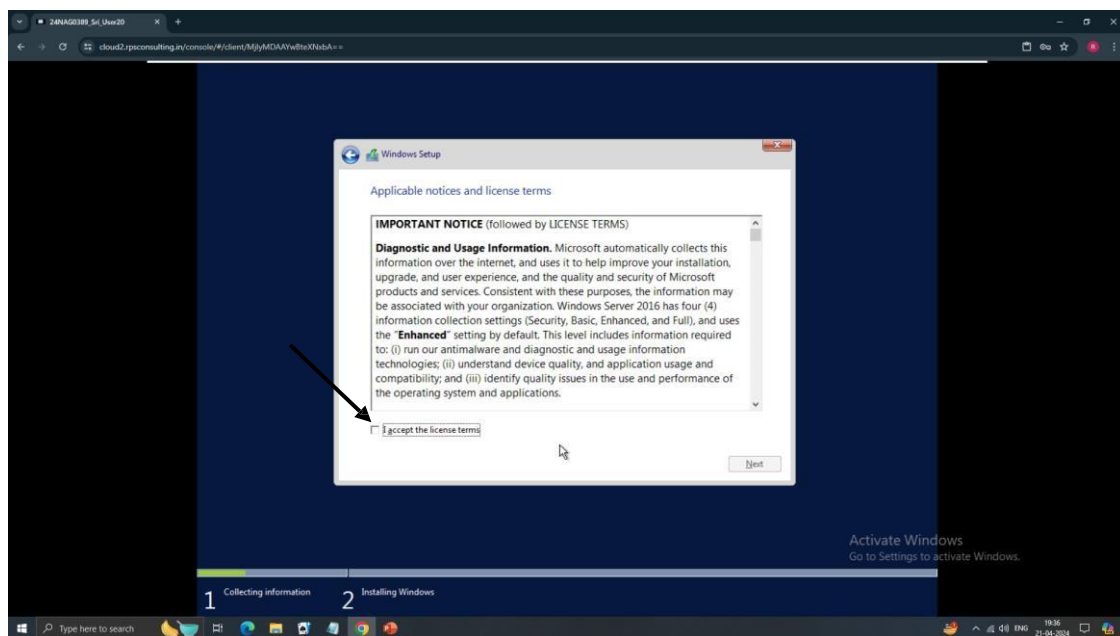 24NAG0389_Srl_User20
cloud2.rpsconsulting.in/console/#/client/MjIyMDAAYwBteXNxbA==
Windows Setup
Applicable notices and license terms
IMPORTANT NOTICE (followed by LICENSE TERMS)
Diagnostic and Usage Information. Microsoft automatically collects this
information over the internet, and uses it to help improve your installation,
upgrade, and user experience, and the quality and security of Microsoft
products and services. Consistent with these purposes, the information may
be associated with your organization. Windows Server 2016 has four (4)
information collection settings (Security, Basic, Enhanced, and Full), and uses
the "Enhanced" setting by default. This level includes information required
to: (i) run our antimalware and diagnostic and usage information
technologies; (ii) understand device quality, and application usage and
compatibility; and (iii) identify quality issues in the use and performance of
the operating system and applications.
I accept the license terms
Next
Activate Windows
Go to Settings to activate Windows.
1 Collecting information 2 Installing Windows
Type here to search
ENG
19:36
21-04-2024